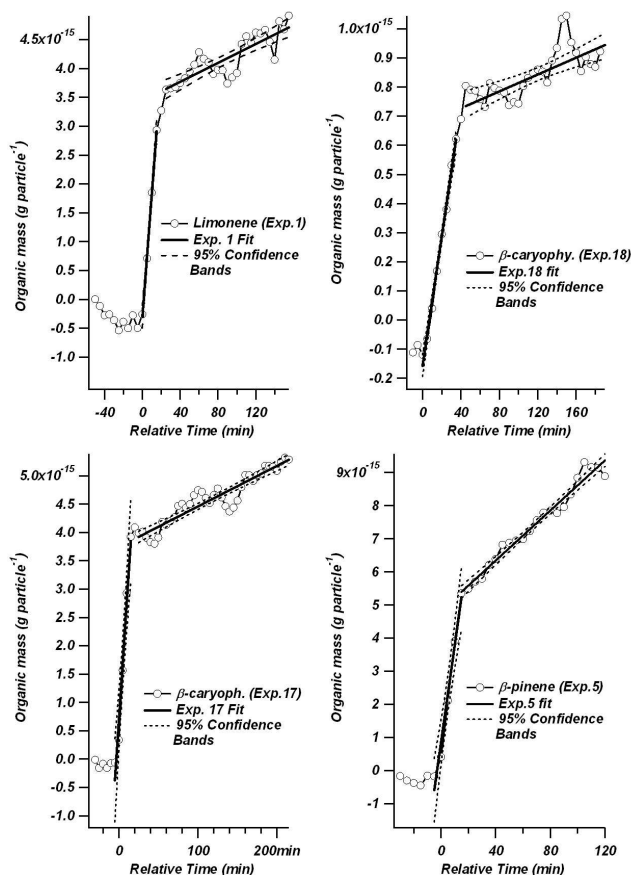 4.5x10⁻¹⁵
4.0
3.5
3.0
2.5
2.0
1.5
1.0
0.5
0.0
-0.5
-1.0
Organic mass (g particle⁻¹)
Limonene (Exp.1)
Exp. 1 Fit
95% Confidence
Bands
-40 0 40 80 120
Relative Time (min)
1.0x10⁻¹⁵
0.9
0.8
0.7
0.6
0.5
0.4
0.3
0.2
0.1
0.0
-0.1
-0.2
Organic mass (g particle⁻¹)
β-caryophy. (Exp.18)
Exp.18 fit
95% Confidence
Bands
0 40 80 120 160
Relative Time (min)
5.0x10⁻¹⁵
4.5
4.0
3.5
3.0
2.5
2.0
1.5
1.0
0.5
0.0
-0.5
-1.0
Organic mass (g particle⁻¹)
β-caryoph. (Exp.17)
Exp. 17 Fit
95% Confidence
Bands
0 100 200min
Relative Time (min)
9x10⁻¹⁵
8
7
6
5
4
3
2
1
0
-1
Organic mass (g particle⁻¹)
β-pinene (Exp.5)
Exp.5 fit
95% Confidence
Bands
0 40 80 120
Relative Time (min)